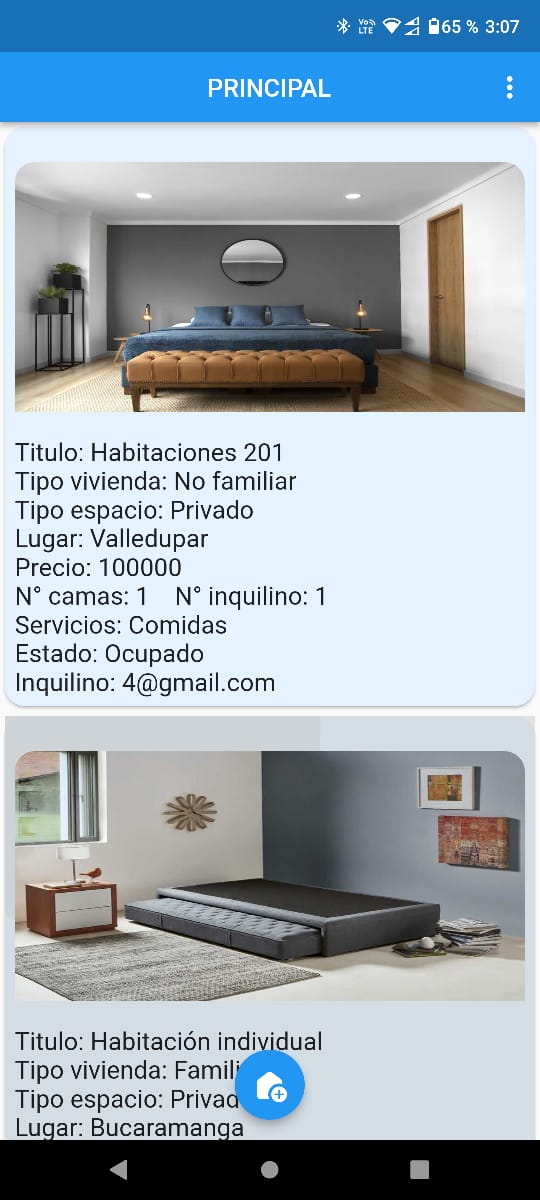 Vo)) LTE 65 % 3:07
PRINCIPAL
Titulo: Habitaciones 201
Tipo vivienda: No familiar
Tipo espacio: Privado
Lugar: Valledupar
Precio: 100000
N° camas: 1 N° inquilino: 1
Servicios: Comidas
Estado: Ocupado
Inquilino: 4@gmail.com
Titulo: Habitación individual
Tipo vivienda: Famili
Tipo espacio: Privad
Lugar: Bucaramanga